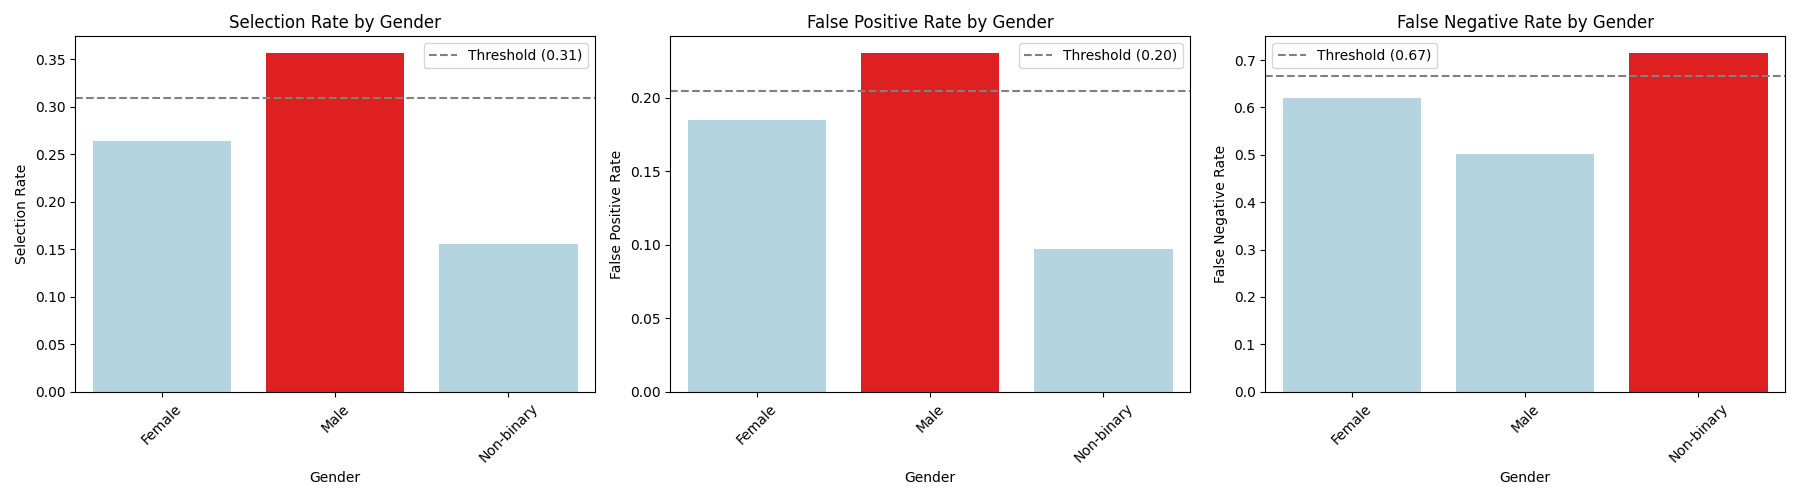 Selection Rate by Gender
Threshold (0.31)
Selection Rate
0.35
0.30
0.25
0.20
0.15
0.10
0.05
0.00
Female
Male
Non-binary
Gender
False Positive Rate by Gender
Threshold (0.20)
False Positive Rate
0.20
0.15
0.10
0.05
0.00
Female
Male
Non-binary
Gender
False Negative Rate by Gender
Threshold (0.67)
False Negative Rate
0.7
0.6
0.5
0.4
0.3
0.2
0.1
0.0
Female
Male
Non-binary
Gender